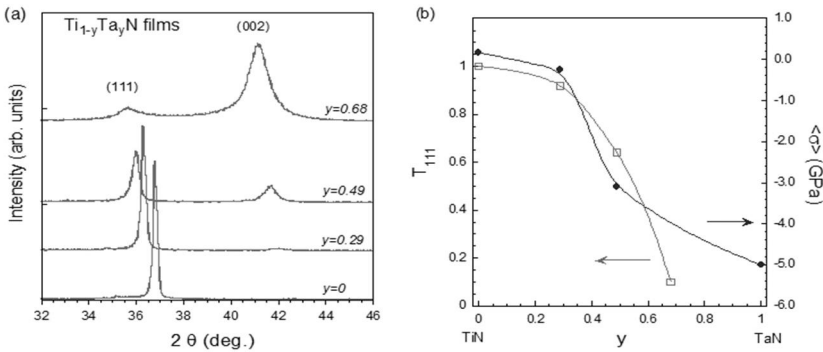 (a)
Ti1-yTayN films
(002)
(111)
y=0.68
y=0.49
y=0.29
y=0
Intensity (arb. units)
32 34 36 38 40 42 44 46
2 θ (deg.)
(b)
1
0.8
0.6
0.4
0.2
0
T111
1.0
0.0
-1.0
-2.0
-3.0
-4.0
-5.0
-6.0
<σ> (GPa)
0 0.2 0.4 0.6 0.8 1
TiN y TaN